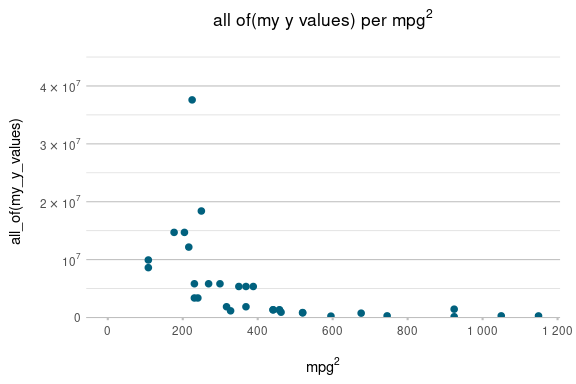 all of(my y values) per mpg²
4 × 10⁷
3 × 10⁷
2 × 10⁷
10⁷
0
all_of(my_y_values)
0 200 400 600 800 1 000 1 200
mpg²